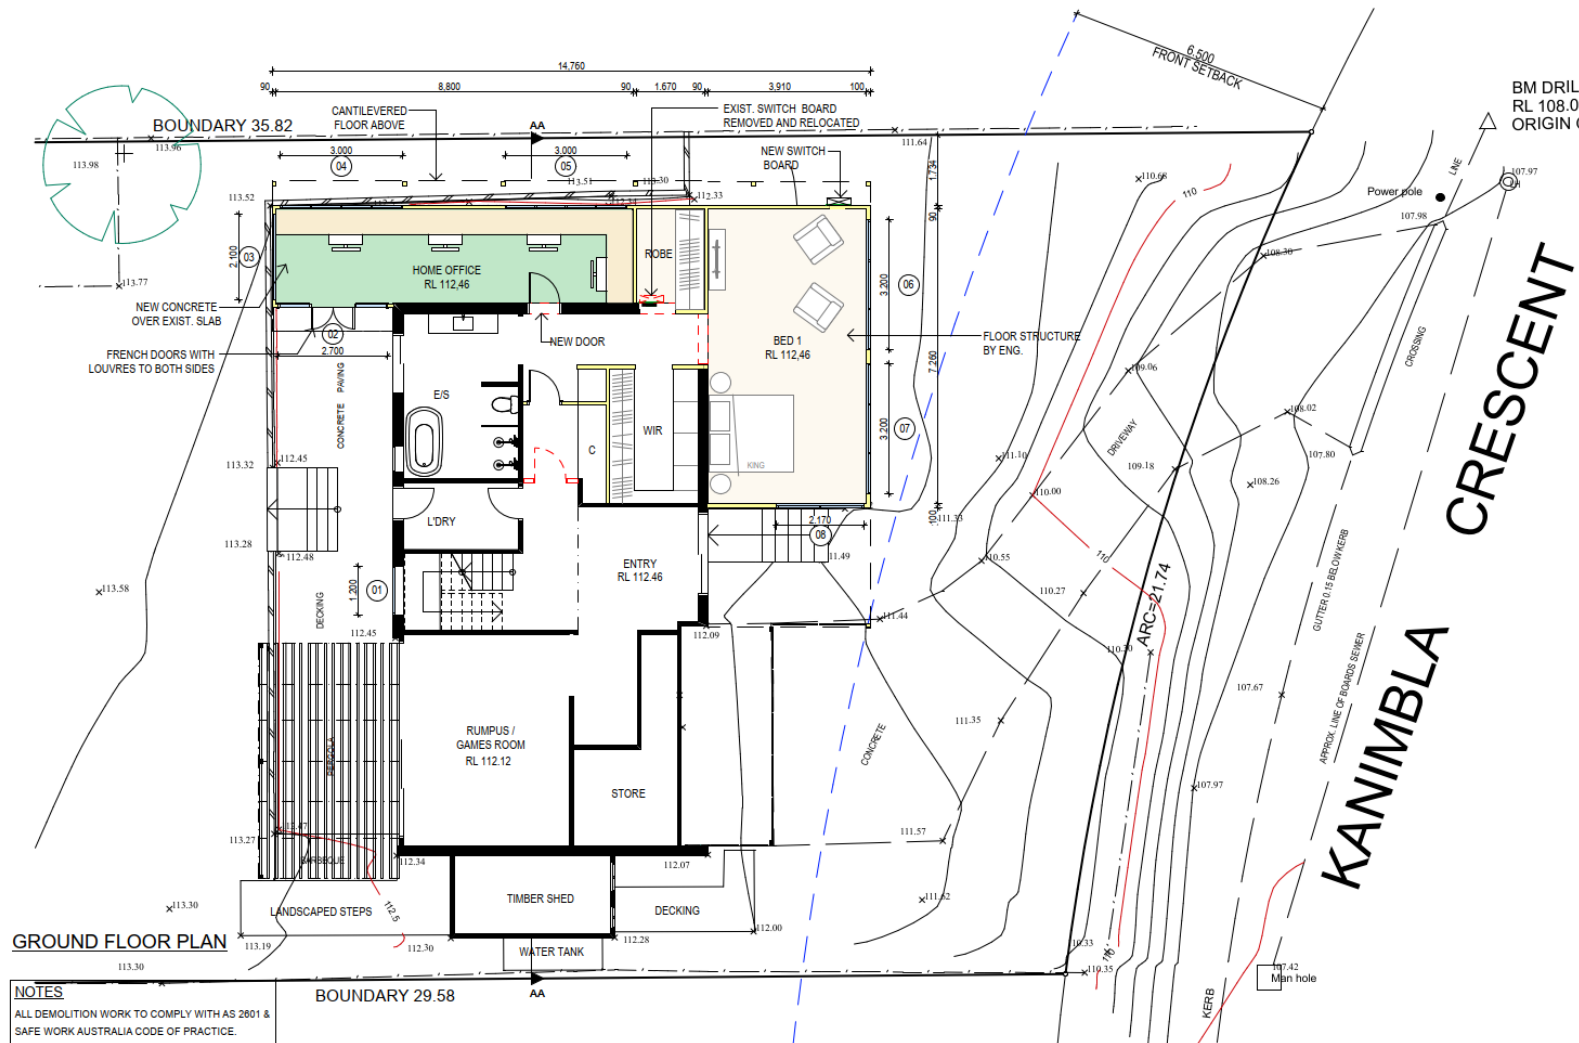 6.500
FRONT SETBACK
BM DRIL
RL 108.0
ORIGIN
14,760
90
8,800
90
1.670
90
3,910
100
CANTILEVERED
FLOOR ABOVE
EXIST. SWITCH BOARD
REMOVED AND RELOCATED
BOUNDARY 35.82
AA
113.96
113.98
3.000
04
3.000
05
NEW SWITCH
BOARD
111.64
1.734
113.51
113.30
112.33
113.52
110.68
110
LINE
107.97
Power pole
107.98
90
2.100
03
ROBE
HOME OFFICE
RL 112,46
113.77
NEW CONCRETE
OVER EXIST. SLAB
3.200
06
108.30
02
2.700
FRENCH DOORS WITH
LOUVRES TO BOTH SIDES
NEW DOOR
BED 1
RL 112,46
FLOOR STRUCTURE
BY ENG.
7.260
CROSSING
KANIMBLA CRESCENT
109.06
E/S
CONCRETE PAVING
WIR
C
KING
3.200
07
108.02
DRIVEWAY
107.80
113.32
112.45
111.10
109.18
108.26
110.00
L'DRY
2.170
08
100
111.33
113.28
112.48
11.49
110.55
110
GUTTER 0.15 BELOW KERB
ENTRY
RL 112.46
1.200
01
113.58
110.27
ARC=21.74
DECKING
112.45
112.09
111.44
110.30
APPROX. LINE OF BOARDS SEWER
107.67
RUMPUS /
GAMES ROOM
RL 112.12
PERGOLA
111.35
CONCRETE
STORE
107.97
112.47
113.27
111.57
BARBEQUE
112.34
112.07
113.30
LANDSCAPED STEPS
112.5
TIMBER SHED
DECKING
111.62
112.00
GROUND FLOOR PLAN
113.19
112.30
112.28
10.33
110
WATER TANK
113.30
110.35
107.42
Man hole
KERB
AA
BOUNDARY 29.58
NOTES
ALL DEMOLITION WORK TO COMPLY WITH AS 2601 &
SAFE WORK AUSTRALIA CODE OF PRACTICE.